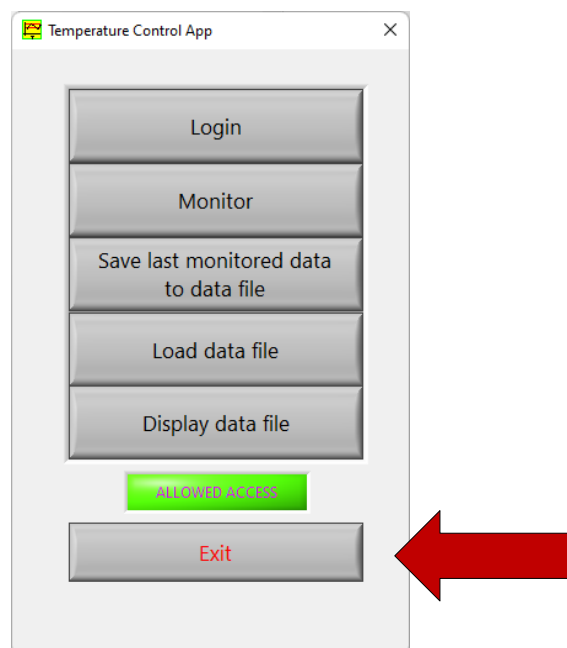 Temperature Control App
Login
Monitor
Save last monitored data
to data file
Load data file
Display data file
ALLOWED ACCESS
Exit